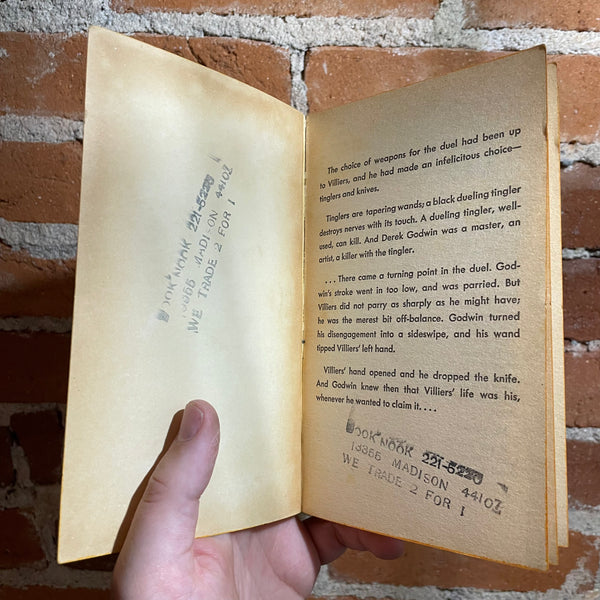 OOK NOOK 221-5220
13366 MADISON 44107
WE TRADE 2 FOR 1
The choice of weapons for the duel had been up
to Villiers, and he had made an infelicitous choice—
tinglers and knives.
Tinglers are tapering wands; a black dueling tingler
destroys nerves with its touch. A dueling tingler, well-
used, can kill. And Derek Godwin was a master, an
artist, a killer with the tingler.
. . . There came a turning point in the duel. God-
win's stroke went in too low, and was parried. But
Villiers did not parry as sharply as he might have;
he was the merest bit off-balance. Godwin turned
his disengagement into a sideswipe, and his wand
tipped Villiers' left hand.
Villiers' hand opened and he dropped the knife.
And Godwin knew then that Villiers' life was his,
whenever he wanted to claim it. . . .
OOK NOOK 221-5220
13366 MADISON 44107
WE TRADE 2 FOR 1